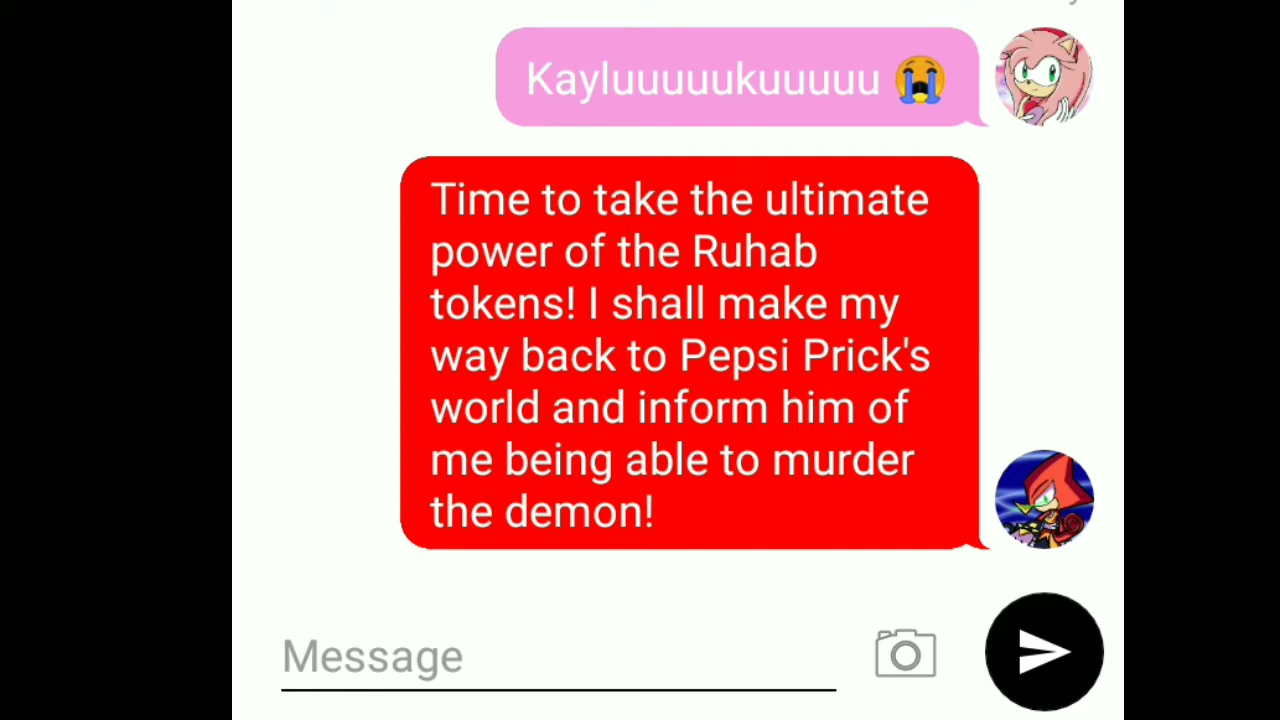 Kayluuuuukuuuuu 😭
Time to take the ultimate
power of the Ruhab
tokens! I shall make my
way back to Pepsi Prick's
world and inform him of
me being able to murder
the demon!
Message